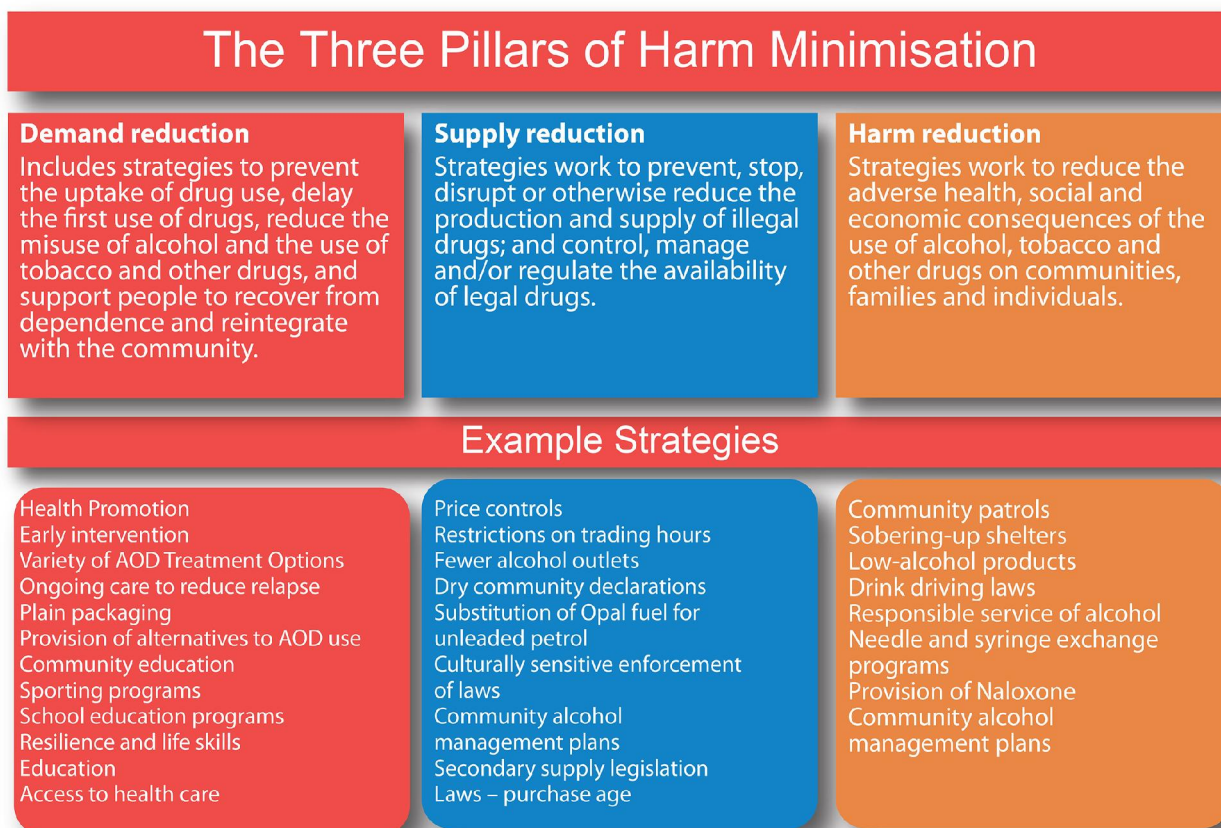 The Three Pillars of Harm Minimisation
Demand reduction
Includes strategies to prevent
the uptake of drug use, delay
the first use of drugs, reduce the
misuse of alcohol and the use of
tobacco and other drugs, and
support people to recover from
dependence and reintegrate
with the community.
Supply reduction
Strategies work to prevent, stop,
disrupt or otherwise reduce the
production and supply of illegal
drugs; and control, manage
and/or regulate the availability
of legal drugs.
Harm reduction
Strategies work to reduce the
adverse health, social and
economic consequences of the
use of alcohol, tobacco and
other drugs on communities,
families and individuals.
Example Strategies
Health Promotion
Early intervention
Variety of AOD Treatment Options
Ongoing care to reduce relapse
Plain packaging
Provision of alternatives to AOD use
Community education
Sporting programs
School education programs
Resilience and life skills
Education
Access to health care
Price controls
Restrictions on trading hours
Fewer alcohol outlets
Dry community declarations
Substitution of Opal fuel for
unleaded petrol
Culturally sensitive enforcement
of laws
Community alcohol
management plans
Secondary supply legislation
Laws – purchase age
Community patrols
Sobering-up shelters
Low-alcohol products
Drink driving laws
Responsible service of alcohol
Needle and syringe exchange
programs
Provision of Naloxone
Community alcohol
management plans